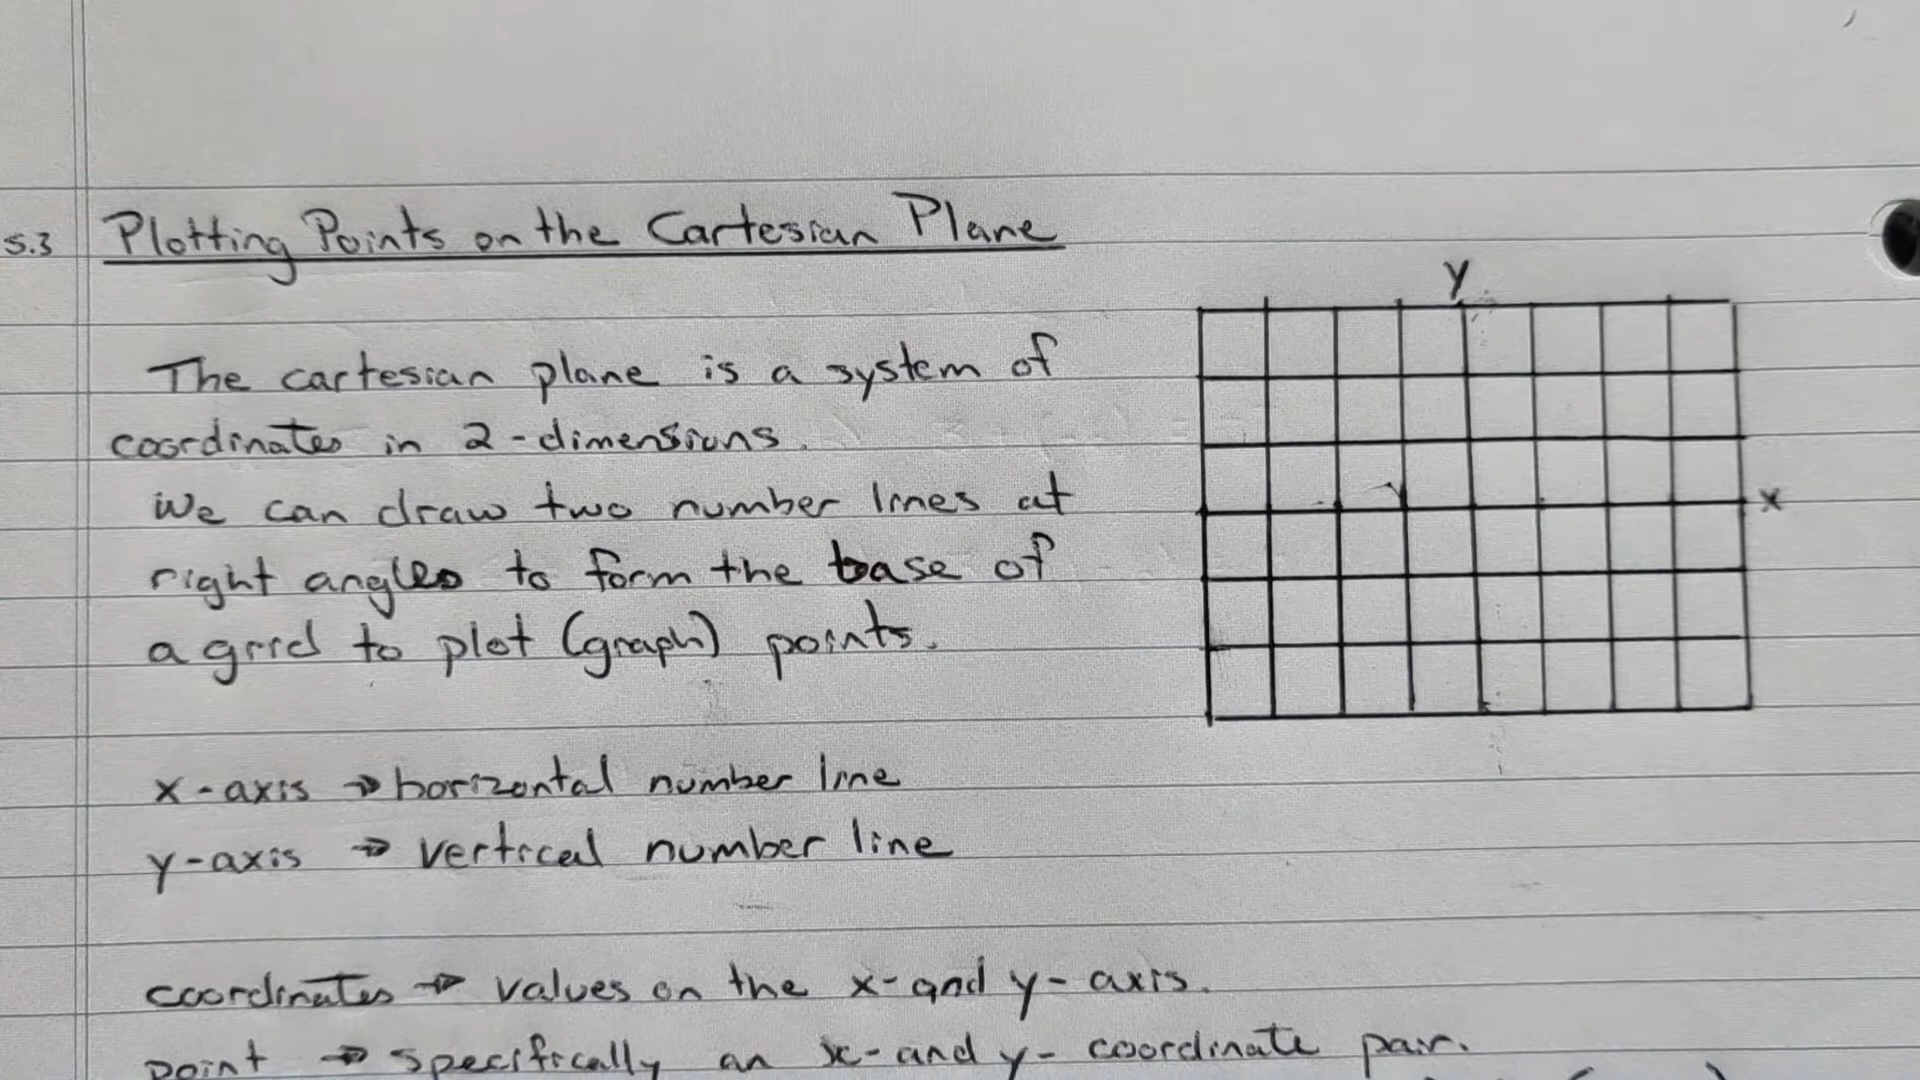 5.3 Plotting Points on the Cartesian Plane
y
The cartesian plane is a system of
coordinates in 2-dimensions.
We can draw two number lines at
x
right angles to form the base of
a grid to plot (graph) points.
x-axis → horizontal number line
y-axis → vertical number line
coordinates → values on the x- and y-axis.
point → specifically an x- and y- coordinate pair.